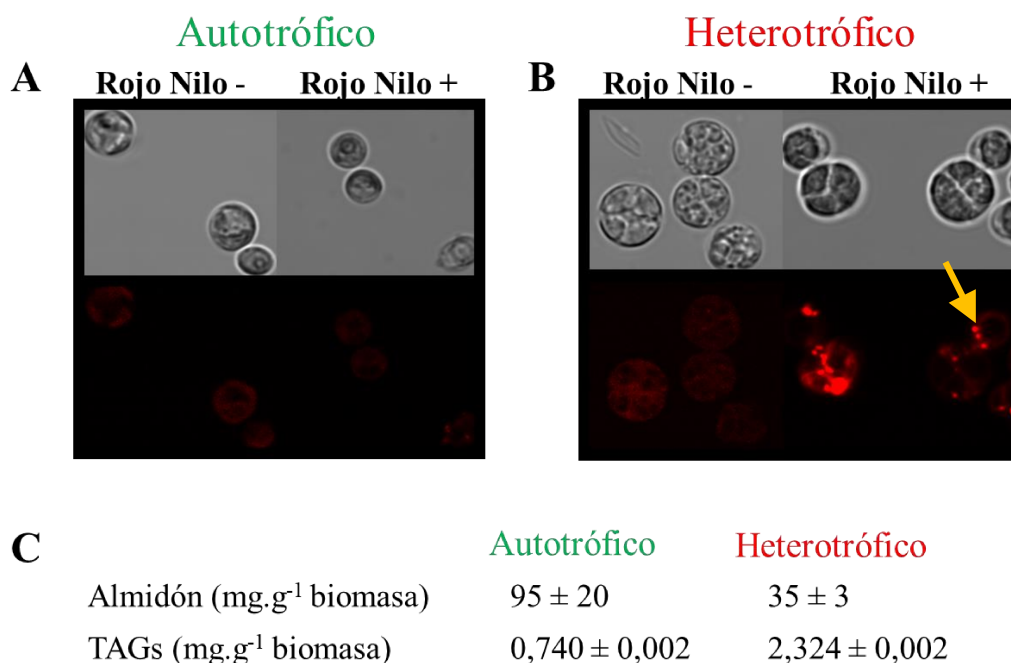 Autotrófico
Heterotrófico
A
Rojo Nilo -
Rojo Nilo +
B
Rojo Nilo -
Rojo Nilo +
C
Autotrófico
Heterotrófico
Almidón (mg.g⁻¹ biomasa)
95 ± 20
35 ± 3
TAGs (mg.g⁻¹ biomasa)
0,740 ± 0,002
2,324 ± 0,002